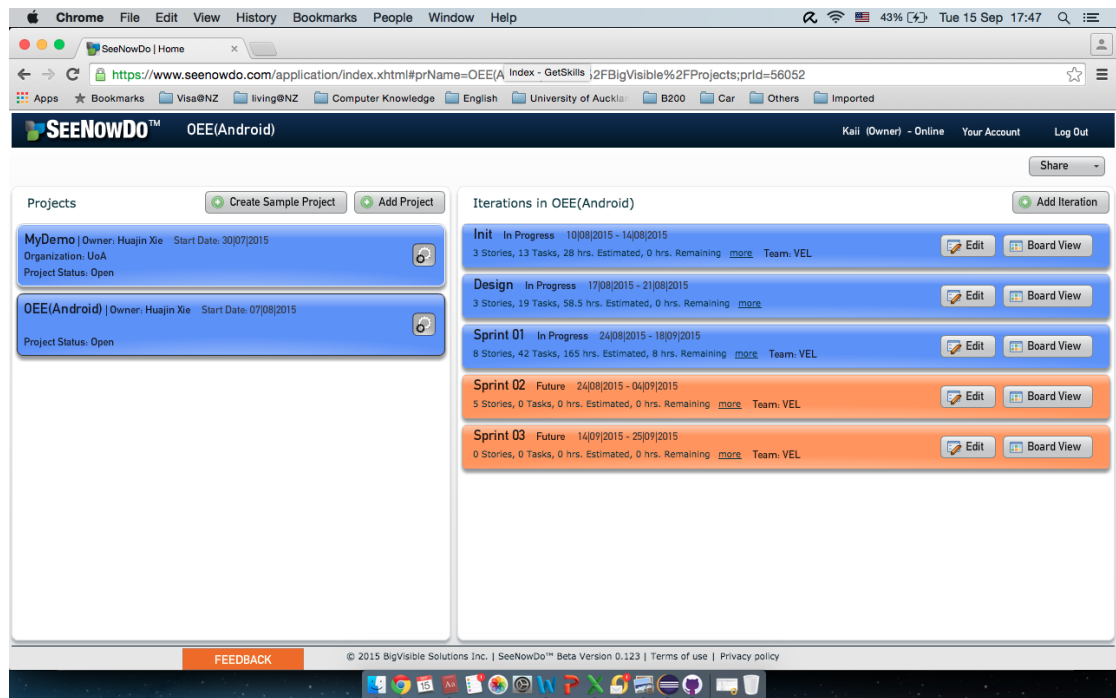 Chrome File Edit View History Bookmarks People Window Help 43% Tue 15 Sep 17:47
SeeNowDo | Home
https://www.seenowdo.com/application/index.xhtml#prName=OEE(A Index - GetSkills 2FBigVisible%2FProjects;prId=56052
Apps Bookmarks Visa@NZ living@NZ Computer Knowledge English University of Auckla B200 Car Others Imported
SEENOWDO™ OEE(Android) Kaii (Owner) - Online Your Account Log Out
Share
Projects Create Sample Project Add Project
MyDemo | Owner: Huajin Xie Start Date: 30|07|2015
Organization: UoA
Project Status: Open
OEE(Android) | Owner: Huajin Xie Start Date: 07|08|2015
Project Status: Open
Iterations in OEE(Android) Add Iteration
Init In Progress 10|08|2015 - 14|08|2015
3 Stories, 13 Tasks, 28 hrs. Estimated, 0 hrs. Remaining more Team: VEL
Edit Board View
Design In Progress 17|08|2015 - 21|08|2015
3 Stories, 19 Tasks, 58.5 hrs. Estimated, 0 hrs. Remaining more
Edit Board View
Sprint 01 In Progress 24|08|2015 - 18|09|2015
8 Stories, 42 Tasks, 165 hrs. Estimated, 8 hrs. Remaining more Team: VEL
Edit Board View
Sprint 02 Future 24|08|2015 - 04|09|2015
5 Stories, 0 Tasks, 0 hrs. Estimated, 0 hrs. Remaining more Team: VEL
Edit Board View
Sprint 03 Future 14|09|2015 - 25|09|2015
0 Stories, 0 Tasks, 0 hrs. Estimated, 0 hrs. Remaining more Team: VEL
Edit Board View
FEEDBACK © 2015 BigVisible Solutions Inc. | SeeNowDo™ Beta Version 0.123 | Terms of use | Privacy policy